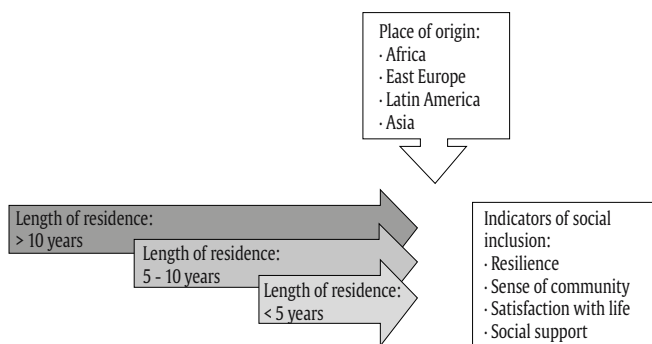 Place of origin:
· Africa
· East Europe
· Latin America
· Asia
Length of residence:
> 10 years
Length of residence:
5 - 10 years
Length of residence:
< 5 years
Indicators of social
inclusion:
· Resilience
· Sense of community
· Satisfaction with life
· Social support